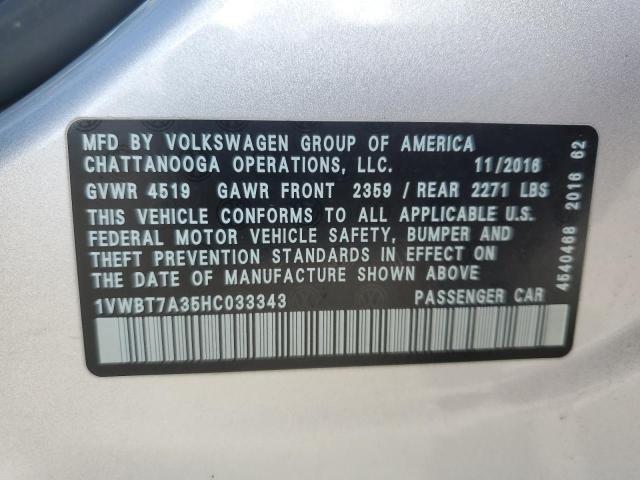 MFD BY VOLKSWAGEN GROUP OF AMERICA
CHATTANOOGA OPERATIONS, LLC. 11/2016
GVWR 4519 GAWR FRONT 2359 / REAR 2271 LBS
THIS VEHICLE CONFORMS TO ALL APPLICABLE U.S.
FEDERAL MOTOR VEHICLE SAFETY, BUMPER AND
THEFT PREVENTION STANDARDS IN EFFECT ON
THE DATE OF MANUFACTURE SHOWN ABOVE
1VWBT7A35HC033343 PASSENGER CAR
4540468 2016 62